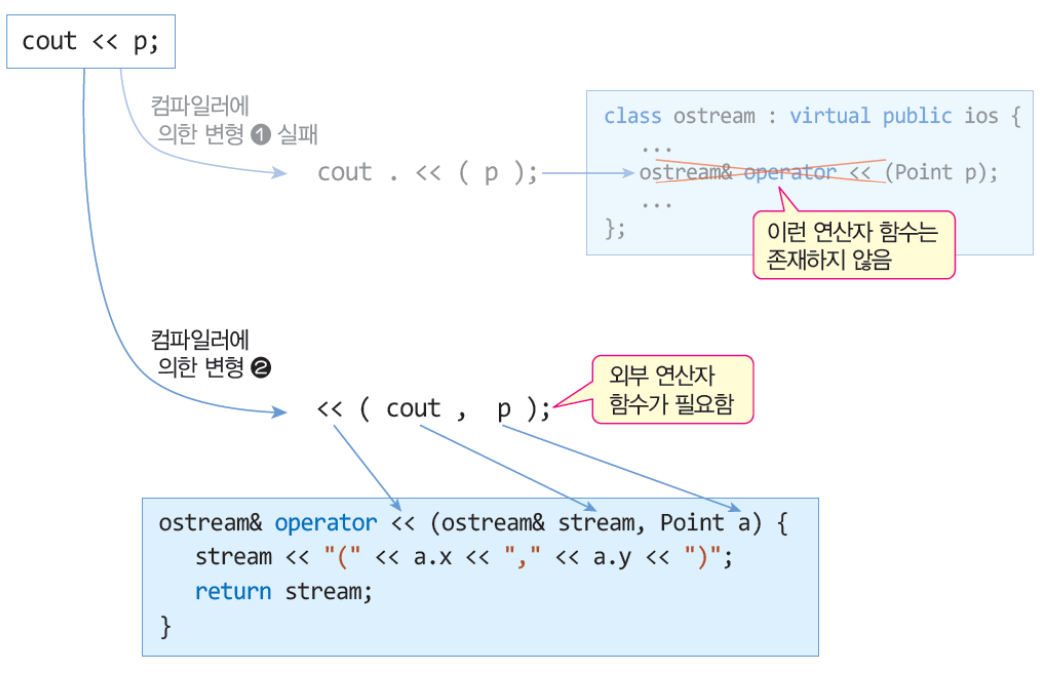 cout << p;
컴파일러에
의한 변형 ❶ 실패
cout . << ( p );
class ostream : virtual public ios {
...
ostream& operator << (Point p);
...
};
이런 연산자 함수는
존재하지 않음
컴파일러에
의한 변형 ❷
<< ( cout , p );
외부 연산자
함수가 필요함
ostream& operator << (ostream& stream, Point a) {
stream << "(" << a.x << "," << a.y << ")";
return stream;
}